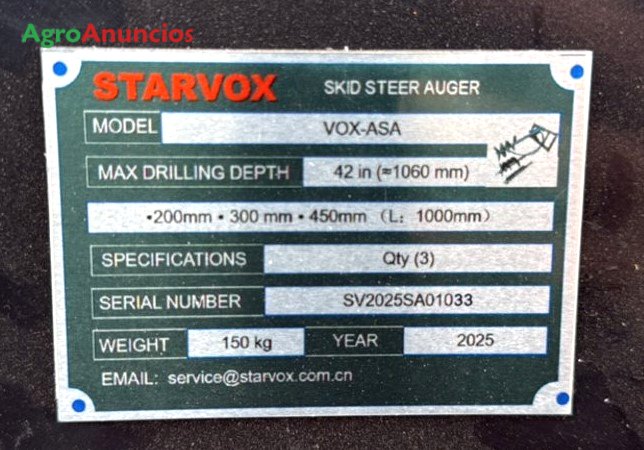 AgroAnuncios
STARVOX SKID STEER AUGER
MODEL VOX-ASA
MAX DRILLING DEPTH 42 in (≈1060 mm)
•200mm • 300 mm • 450mm （L：1000mm）
SPECIFICATIONS Qty (3)
SERIAL NUMBER SV2025SA01033
WEIGHT 150 kg YEAR 2025
EMAIL: service@starvox.com.cn